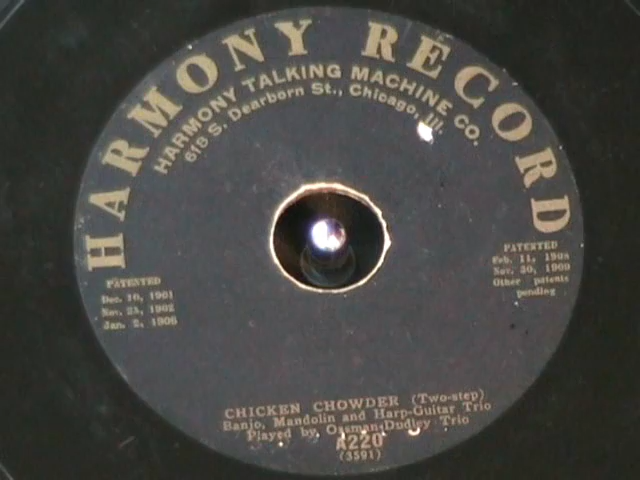 HARMONY RECORD
HARMONY TALKING MACHINE CO.
618 S. Dearborn St., Chicago, Ill.
PATENTED
Dec. 10, 1901
Nov. 25, 1902
Jan. 2, 1906
PATENTED
Feb. 11, 1908
Nov. 30, 1909
Other patents
pending
CHICKEN CHOWDER (Two-step)
Banjo, Mandolin and Harp-Guitar Trio
Played by Ossman-Dudley Trio
A220
(3591)